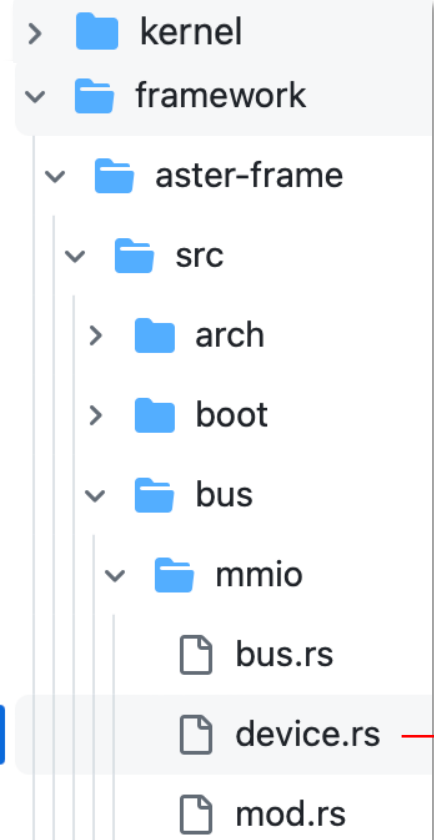 kernel
framework
aster-frame
src
arch
boot
bus
mmio
bus.rs
device.rs
mod.rs